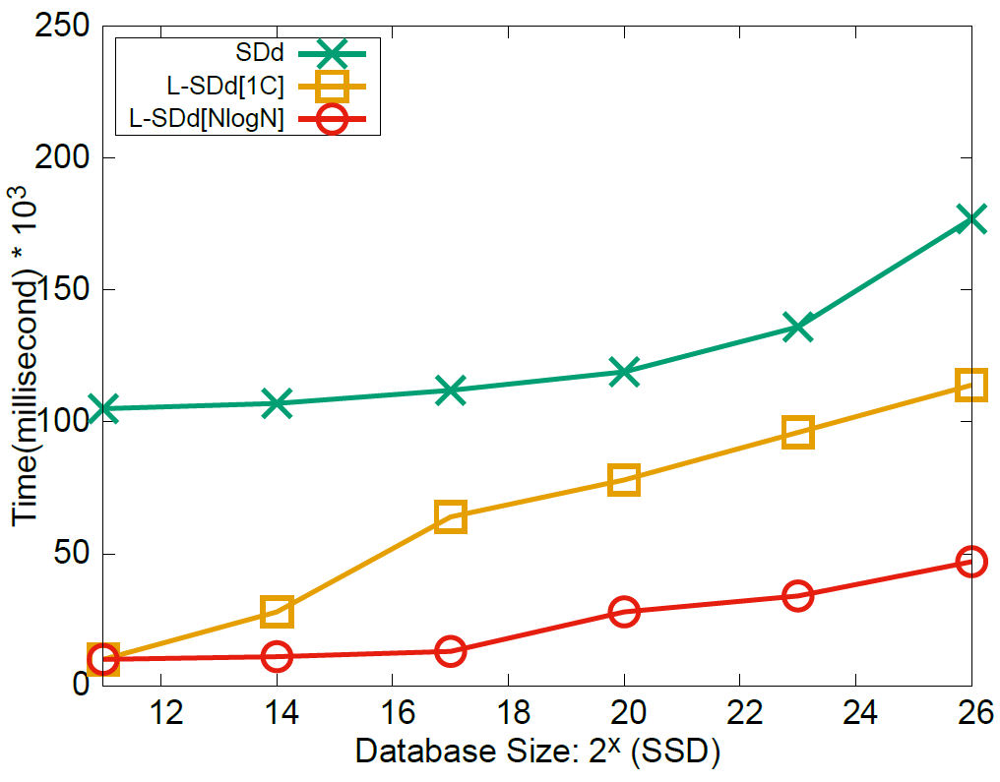 250
200
150
100
50
0
Time(millisecond) * 10³
SDd
L-SDd[1C]
L-SDd[NlogN]
12 14 16 18 20 22 24 26
Database Size: 2ˣ (SSD)